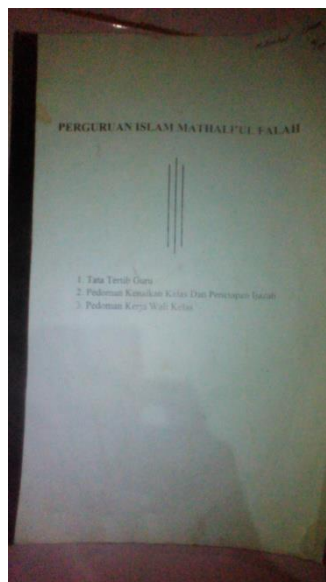 PERGURUAN ISLAM MATHALI'UL FALAH
1. Tata Tertib Guru
2. Pedoman Kenaikan Kelas Dan Penetapan Ijazah
3. Pedoman Kerja Wali Kelas